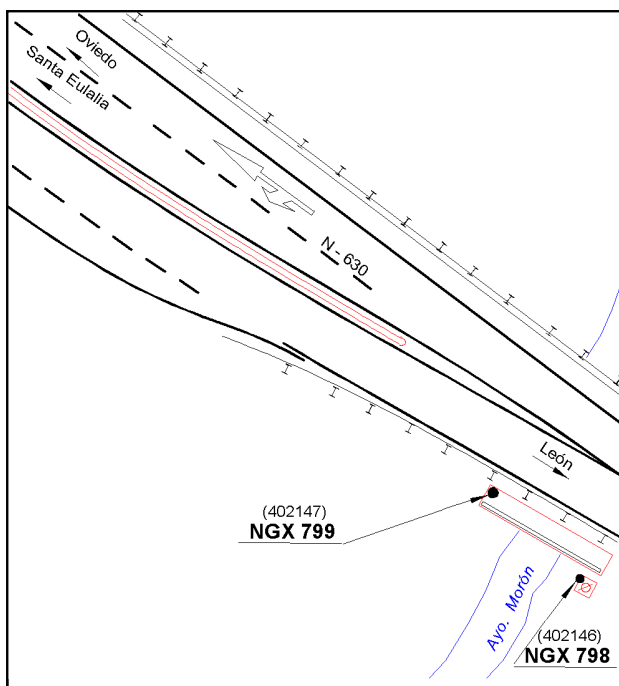 Oviedo
Santa Eulalia
N - 630
León
(402147)
NGX 799
Ayo. Morón
(402146)
NGX 798